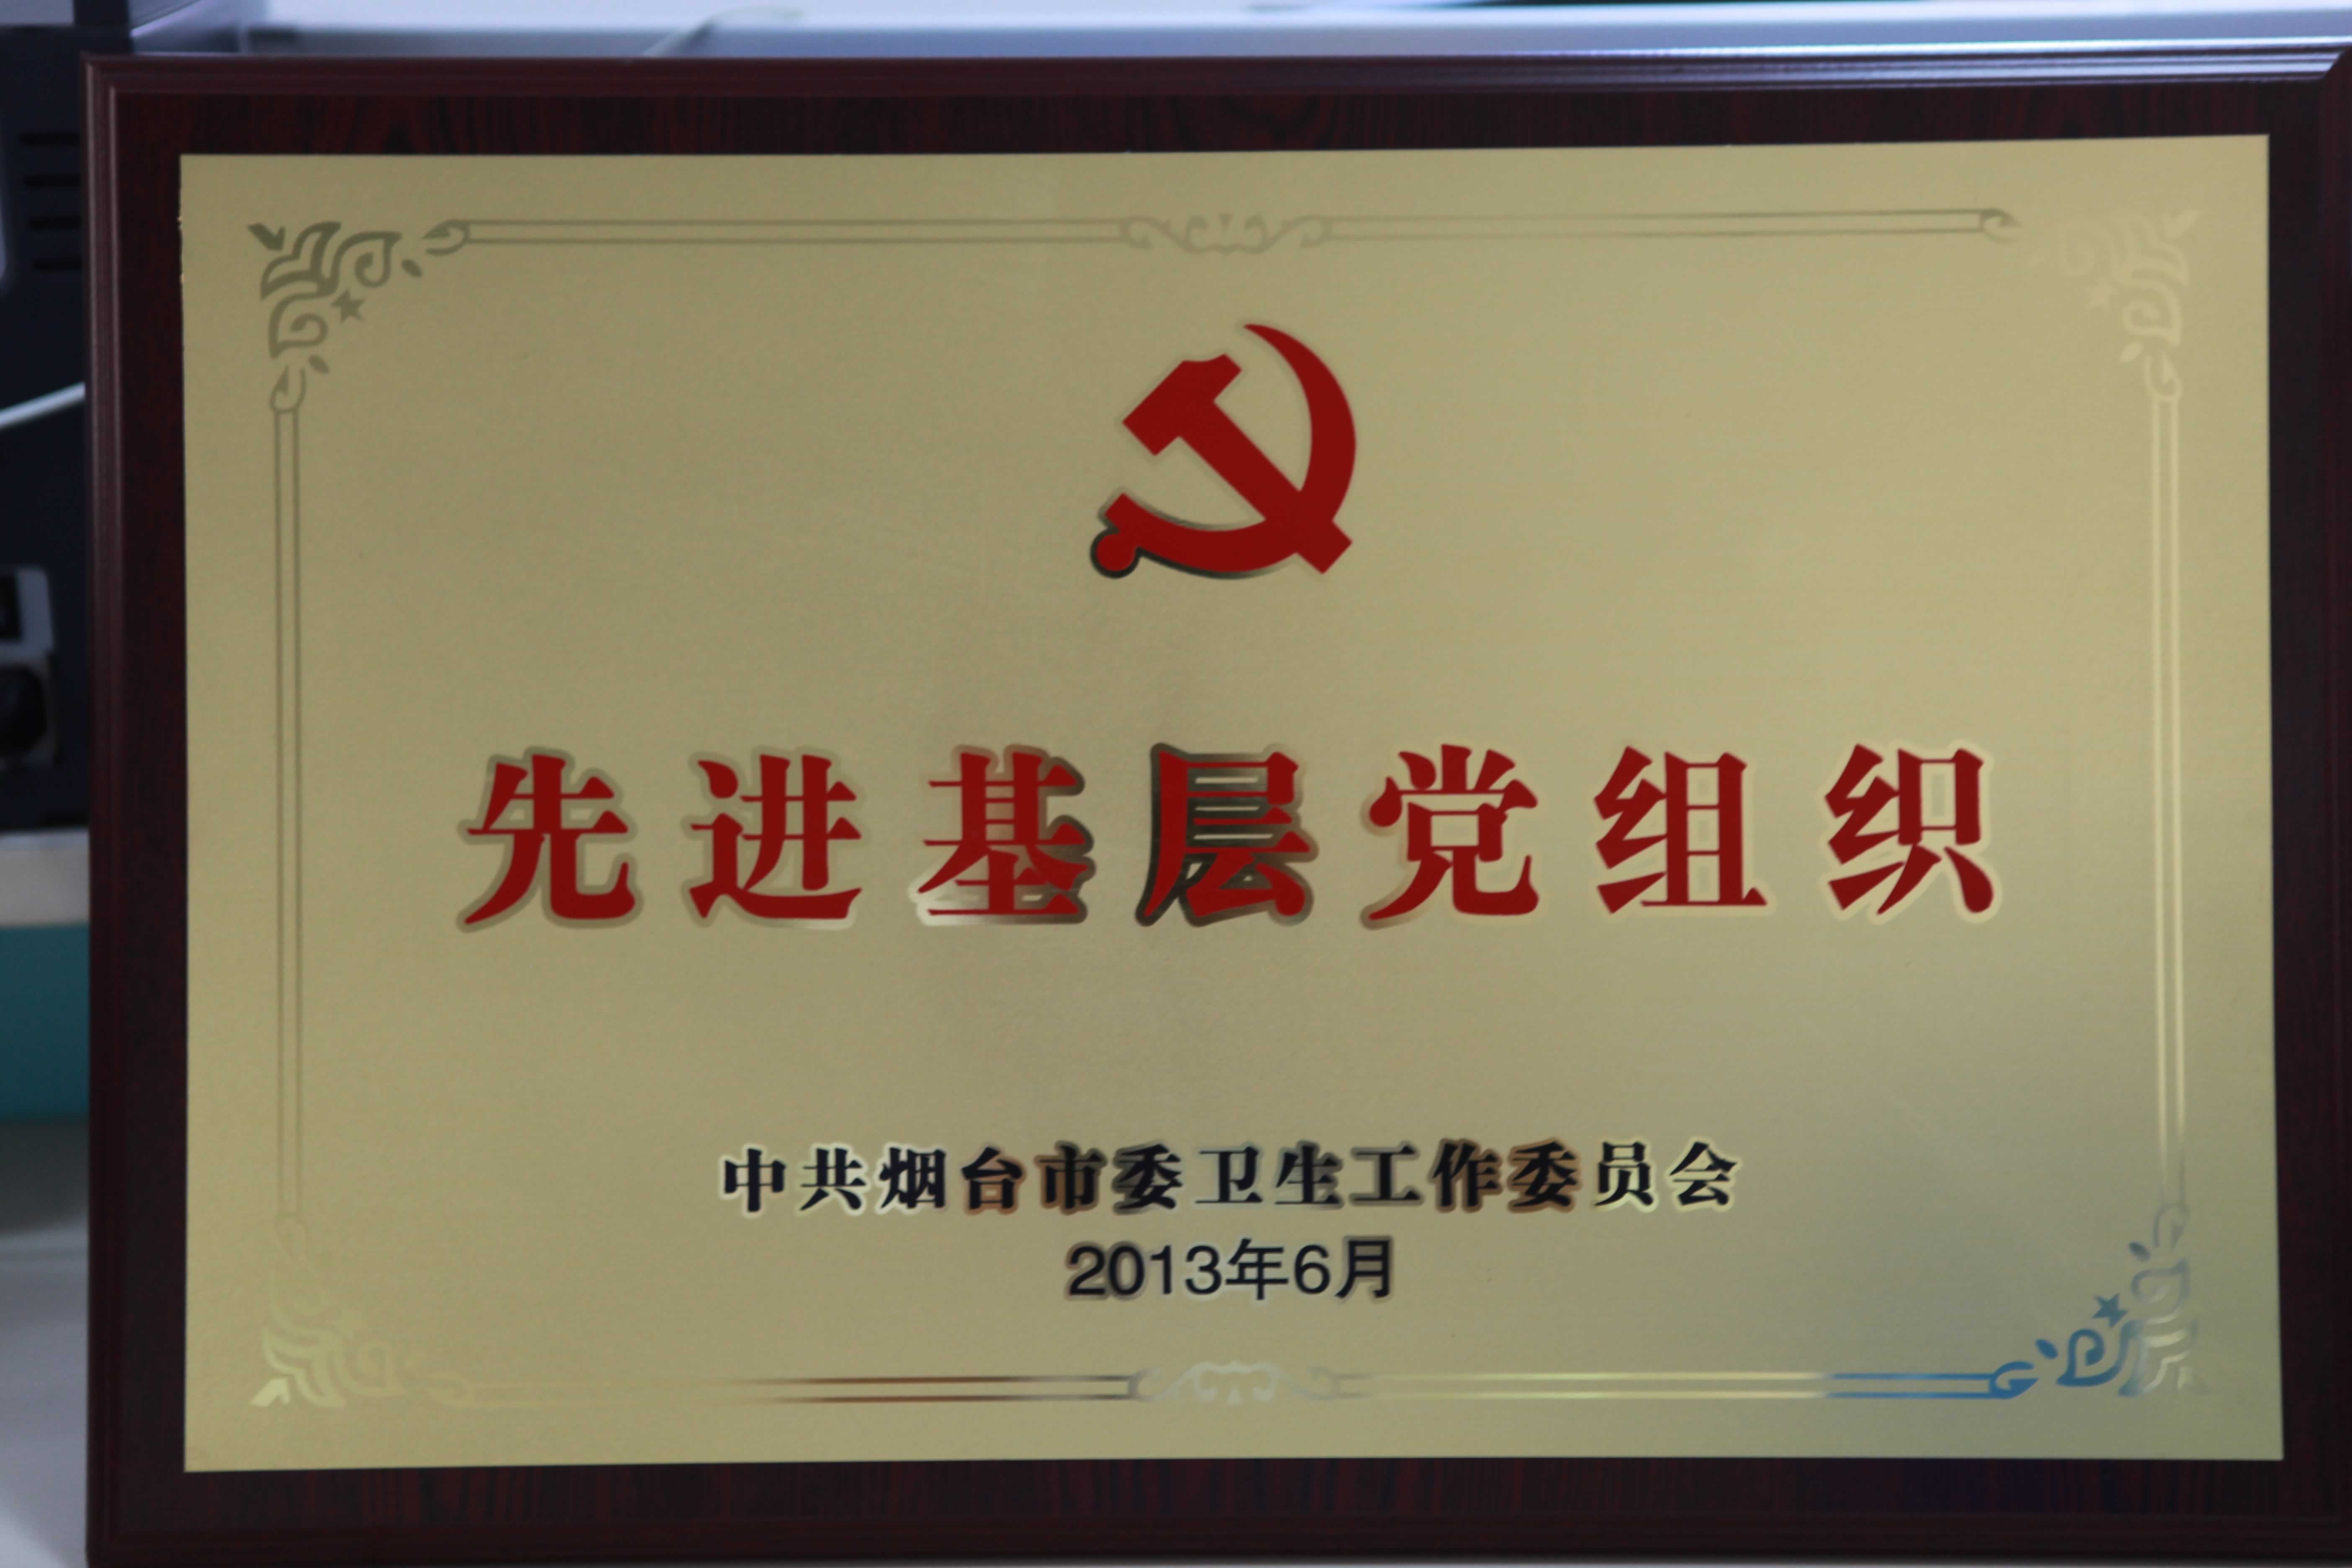 先进基层党组织
中共烟台市委卫生工作委员会
2013年6月